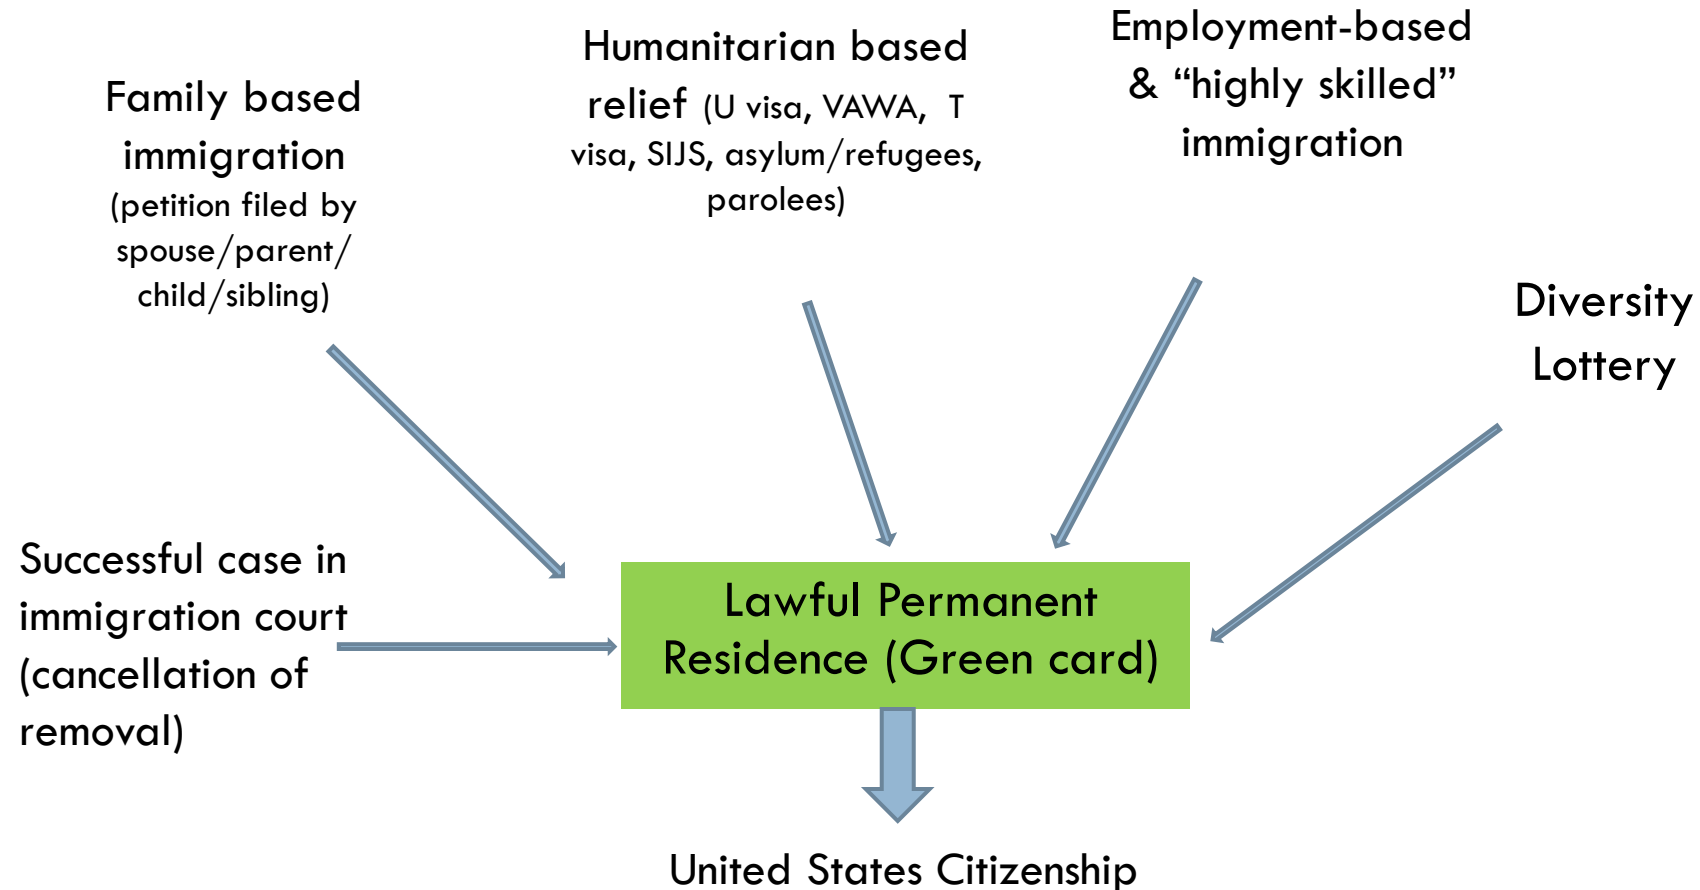 Family based
immigration
(petition filed by
spouse/parent/
child/sibling)
Humanitarian based
relief (U visa, VAWA, T
visa, SIJS, asylum/refugees,
parolees)
Employment-based
& “highly skilled”
immigration
Diversity
Lottery
Successful case in
immigration court
(cancellation of
removal)
Lawful Permanent
Residence (Green card)
United States Citizenship